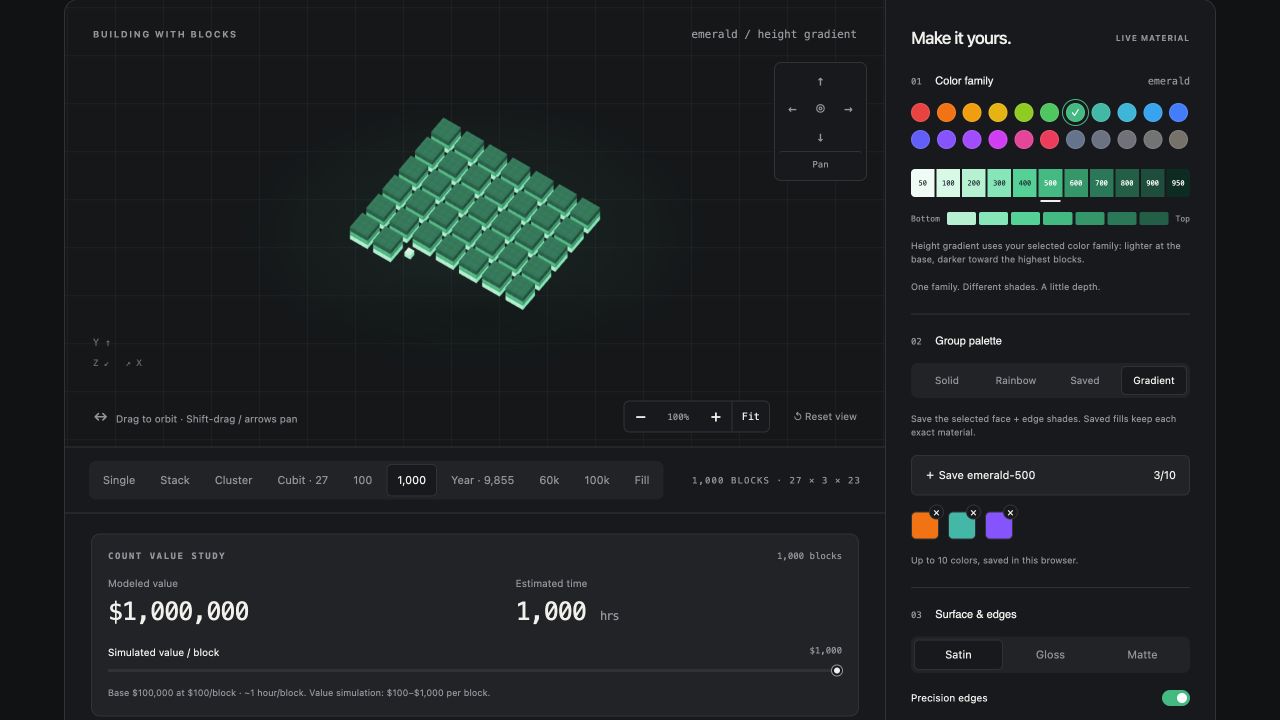 BUILDING WITH BLOCKS
emerald / height gradient
↑
← ◎ →
↓
Pan
Y ↑
Z ↙ ↗ X
Drag to orbit · Shift-drag / arrows pan
− 100% + Fit
Reset view
Single Stack Cluster Cubit · 27 100 1,000 Year · 9,855 60k 100k Fill
1,000 BLOCKS · 27 × 3 × 23
COUNT VALUE STUDY
1,000 blocks
Modeled value
$1,000,000
Estimated time
1,000 hrs
Simulated value / block
$1,000
Base $100,000 at $100/block · ~1 hour/block. Value simulation: $100–$1,000 per block.
Make it yours.
LIVE MATERIAL
01 Color family emerald
50 100 200 300 400 500 600 700 800 900 950
Bottom Top
Height gradient uses your selected color family: lighter at the
base, darker toward the highest blocks.
One family. Different shades. A little depth.
02 Group palette
Solid Rainbow Saved Gradient
Save the selected face + edge shades. Saved fills keep each
exact material.
+ Save emerald-500 3/10
× × ×
Up to 10 colors, saved in this browser.
03 Surface & edges
Satin Gloss Matte
Precision edges